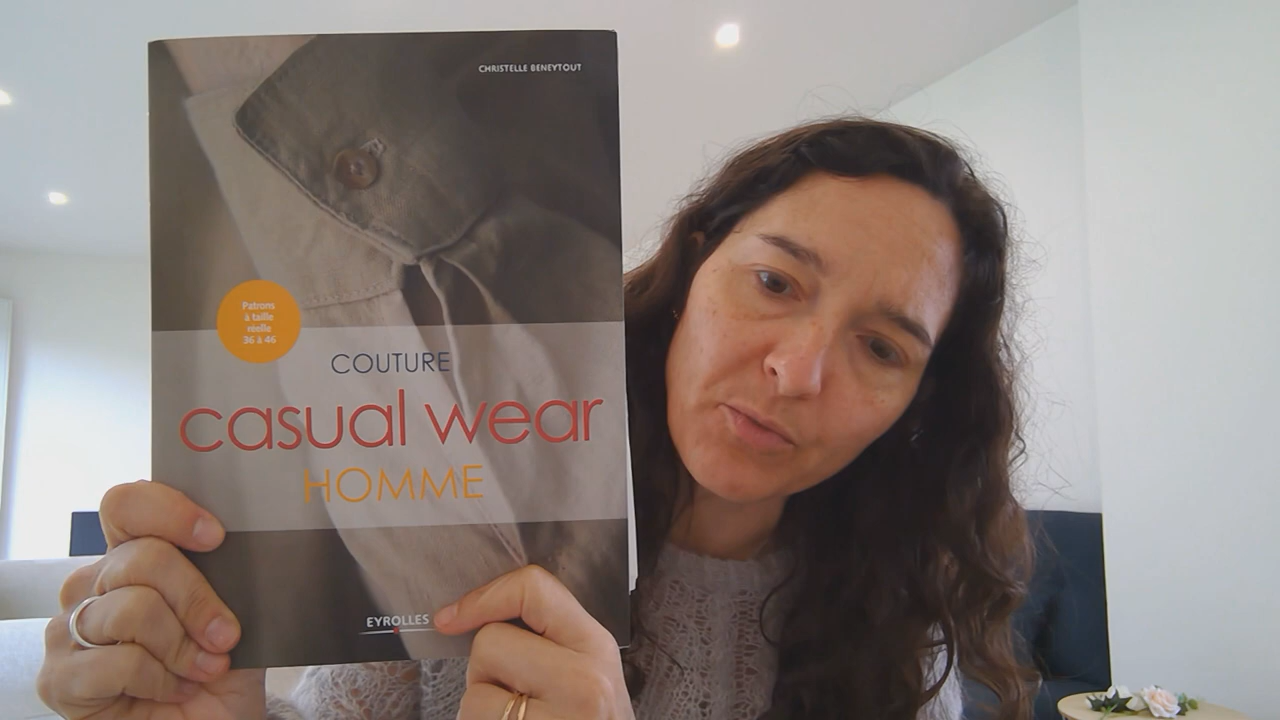 CHRISTELLE BENEYTOUT
Patrons
à taille
réelle
36 à 46
COUTURE
casual wear
HOMME
EYROLLES